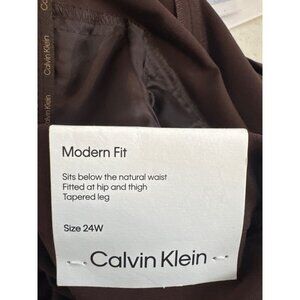 Calvin Klein
Calvin Klein
Modern Fit
Sits below the natural waist
Fitted at hip and thigh
Tapered leg
Size 24W
Calvin Klein